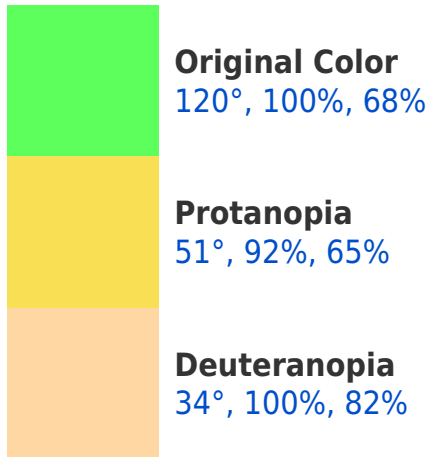 Original Color
120°, 100%, 68%
Protanopia
51°, 92%, 65%
Deuteranopia
34°, 100%, 82%